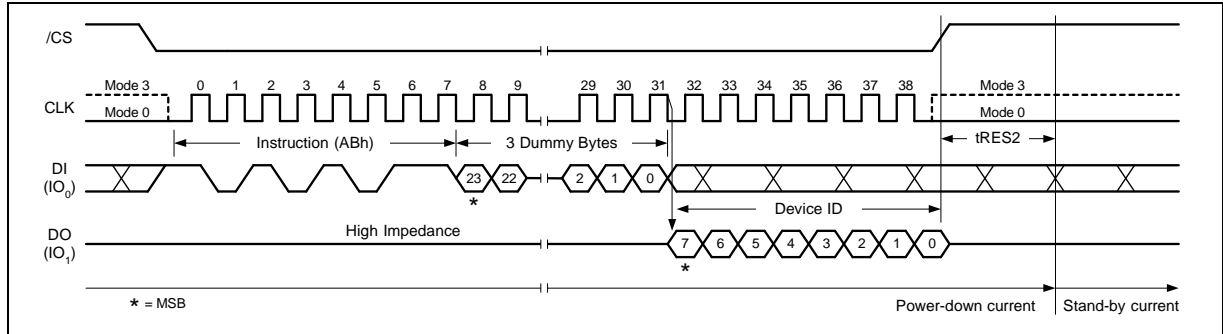 /CS
Mode 3 0 1 2 3 4 5 6 7 8 9 29 30 31 32 33 34 35 36 37 38 Mode 3
CLK Mode 0 Mode 0
Instruction (ABh) 3 Dummy Bytes tRES2
DI
(IO0) 23 22 2 1 0
*
Device ID
High Impedance
DO
(IO1) 7 6 5 4 3 2 1 0
*
* = MSB Power-down current Stand-by current